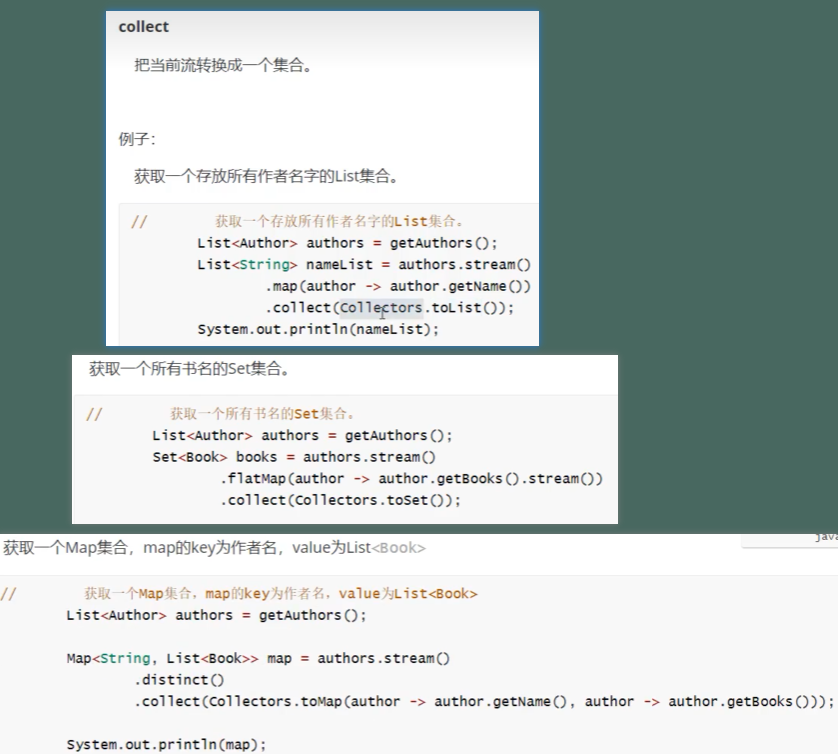 collect
把当前流转换成一个集合。
例子：
获取一个存放所有作者名字的List集合。
// 获取一个存放所有作者名字的List集合。
List<Author> authors = getAuthors();
List<String> nameList = authors.stream()
.map(author -> author.getName())
.collect(Collectors.toList());
System.out.println(nameList);
获取一个所有书名的Set集合。
// 获取一个所有书名的Set集合。
List<Author> authors = getAuthors();
Set<Book> books = authors.stream()
.flatMap(author -> author.getBooks().stream())
.collect(Collectors.toSet());
java
获取一个Map集合，map的key为作者名，value为List<Book>
// 获取一个Map集合，map的key为作者名，value为List<Book>
List<Author> authors = getAuthors();
Map<String, List<Book>> map = authors.stream()
.distinct()
.collect(Collectors.toMap(author -> author.getName(), author -> author.getBooks()));
System.out.println(map);